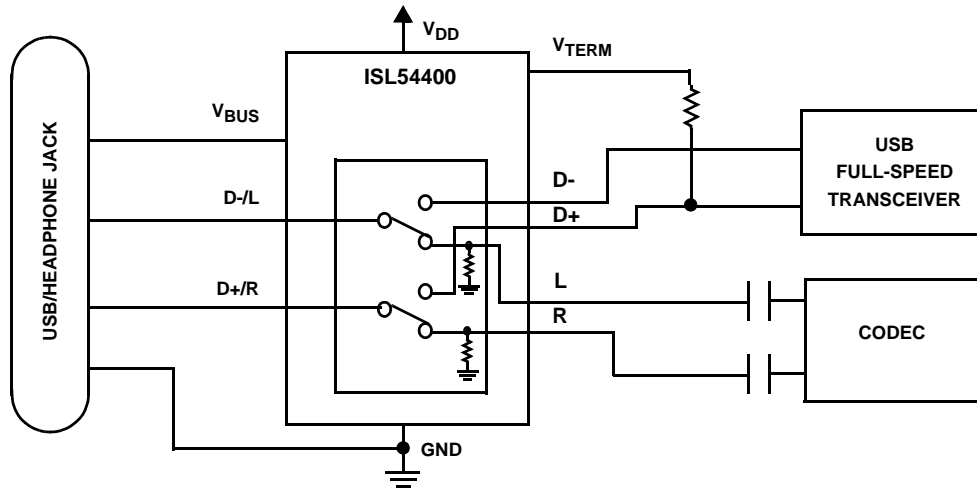 VDD
ISL54400
VTERM
VBUS
USB/HEADPHONE JACK
D-/L
D+/R
D-
D+
L
R
USB
FULL-SPEED
TRANSCEIVER
CODEC
GND